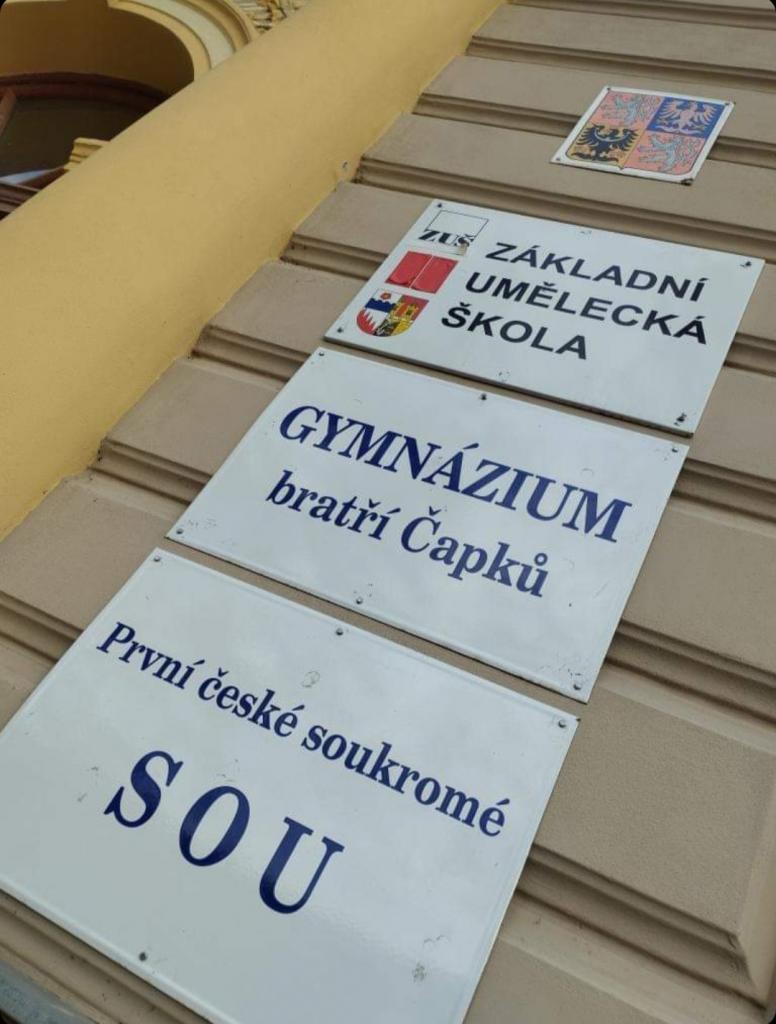 ZUŠ
ZÁKLADNÍ
UMĚLECKÁ
ŠKOLA
GYMNÁZIUM
bratří Čapků
První české soukromé
SOU